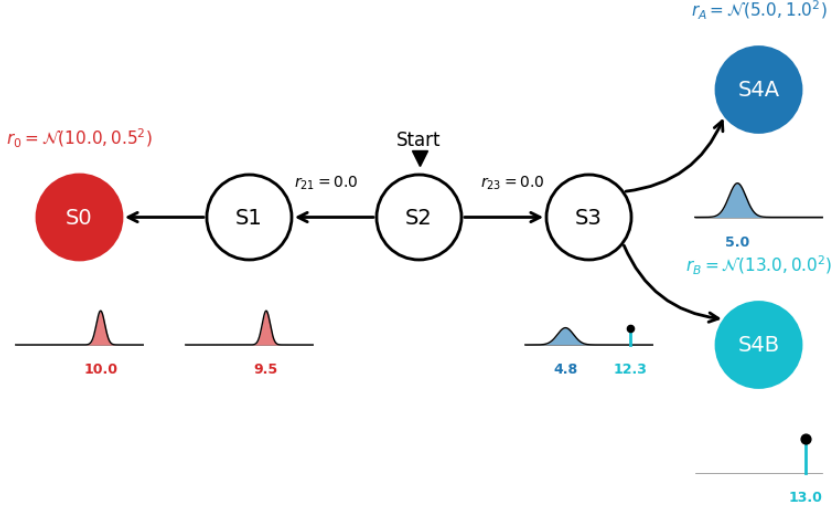 r_A = 𝒩(5.0, 1.0²)
S4A
r_0 = 𝒩(10.0, 0.5²)
Start
r_21 = 0.0
r_23 = 0.0
S0
S1
S2
S3
5.0
r_B = 𝒩(13.0, 0.0²)
S4B
10.0
9.5
4.8
12.3
13.0